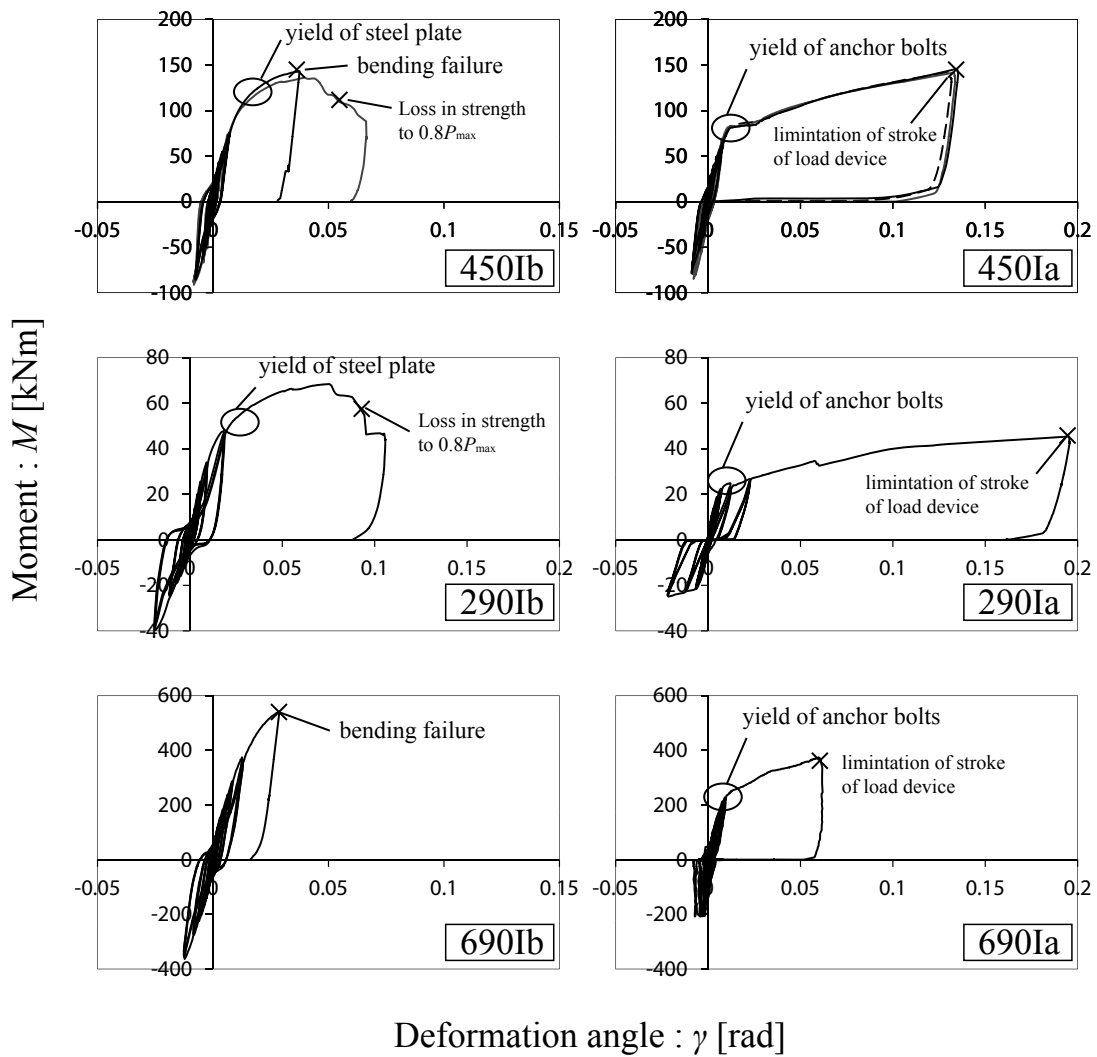 Moment : M [kNm]
200
150
100
50
0
-50
-100
-0.05
0
0.05
0.1
0.15
yield of steel plate
bending failure
Loss in strength
to 0.8Pmax
450Ib
200
150
100
50
0
-50
-100
-0.05
0
0.05
0.1
0.15
0.2
yield of anchor bolts
limintation of stroke
of load device
450Ia
80
60
40
20
0
-20
-40
-0.05
0
0.05
0.1
0.15
0.2
yield of steel plate
Loss in strength
to 0.8Pmax
290Ib
80
60
40
20
0
-20
-40
-0.05
0
0.05
0.1
0.15
0.2
yield of anchor bolts
limintation of stroke
of load device
290Ia
600
400
200
0
-200
-400
-0.05
0
0.05
0.1
0.15
bending failure
690Ib
600
400
200
0
-200
-400
-0.05
0
0.05
0.1
0.15
0.2
yield of anchor bolts
limintation of stroke
of load device
690Ia
Deformation angle : γ [rad]